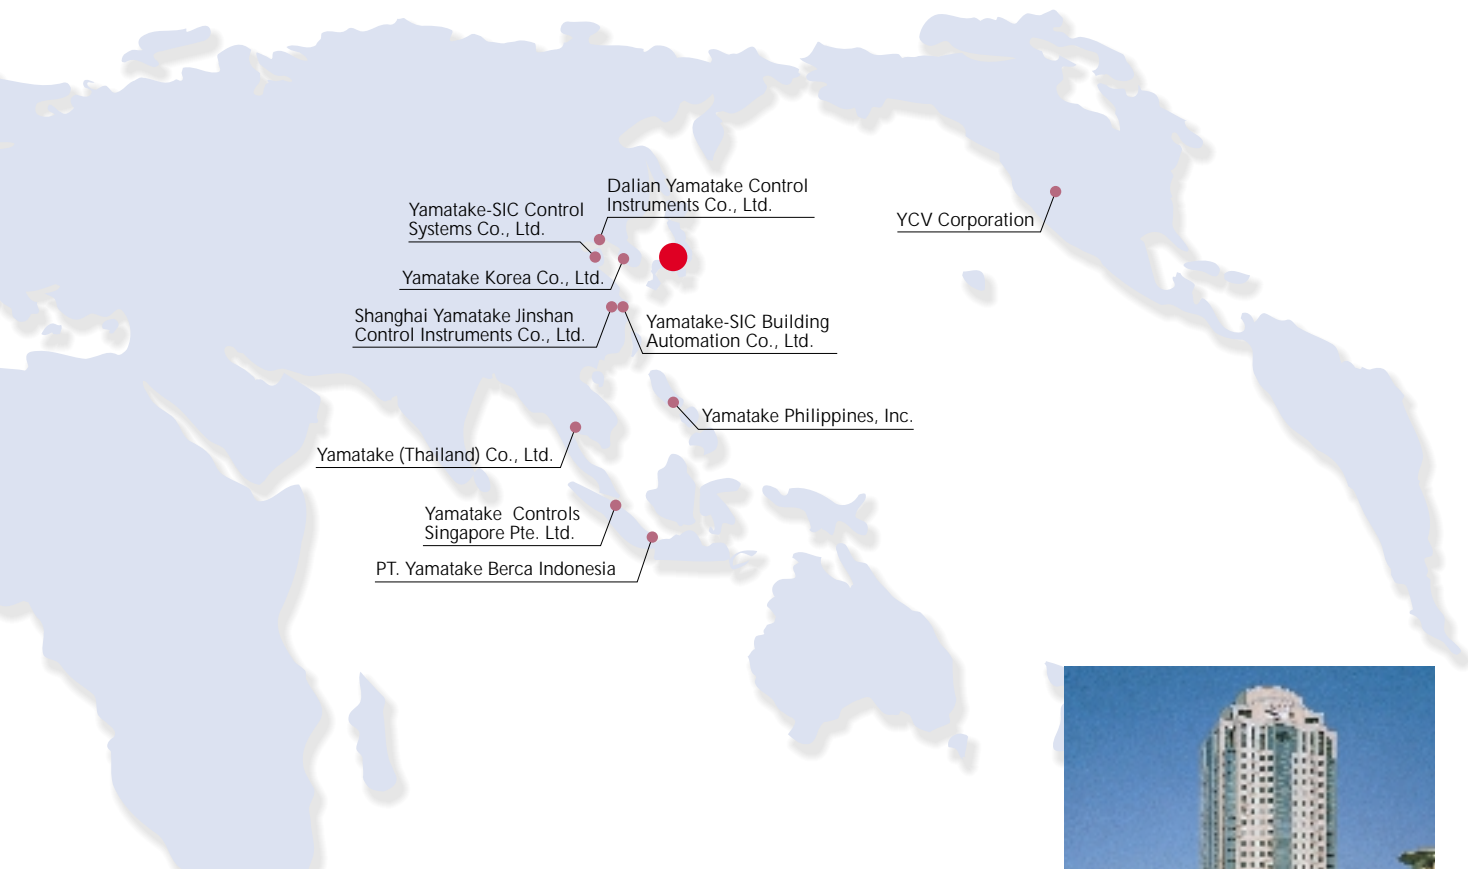 Dalian Yamatake Control
Instruments Co., Ltd.
Yamatake-SIC Control
Systems Co., Ltd.
YCV Corporation
Yamatake Korea Co., Ltd.
Shanghai Yamatake Jinshan
Control Instruments Co., Ltd.
Yamatake-SIC Building
Automation Co., Ltd.
Yamatake Philippines, Inc.
Yamatake (Thailand) Co., Ltd.
Yamatake Controls
Singapore Pte. Ltd.
PT. Yamatake Berca Indonesia